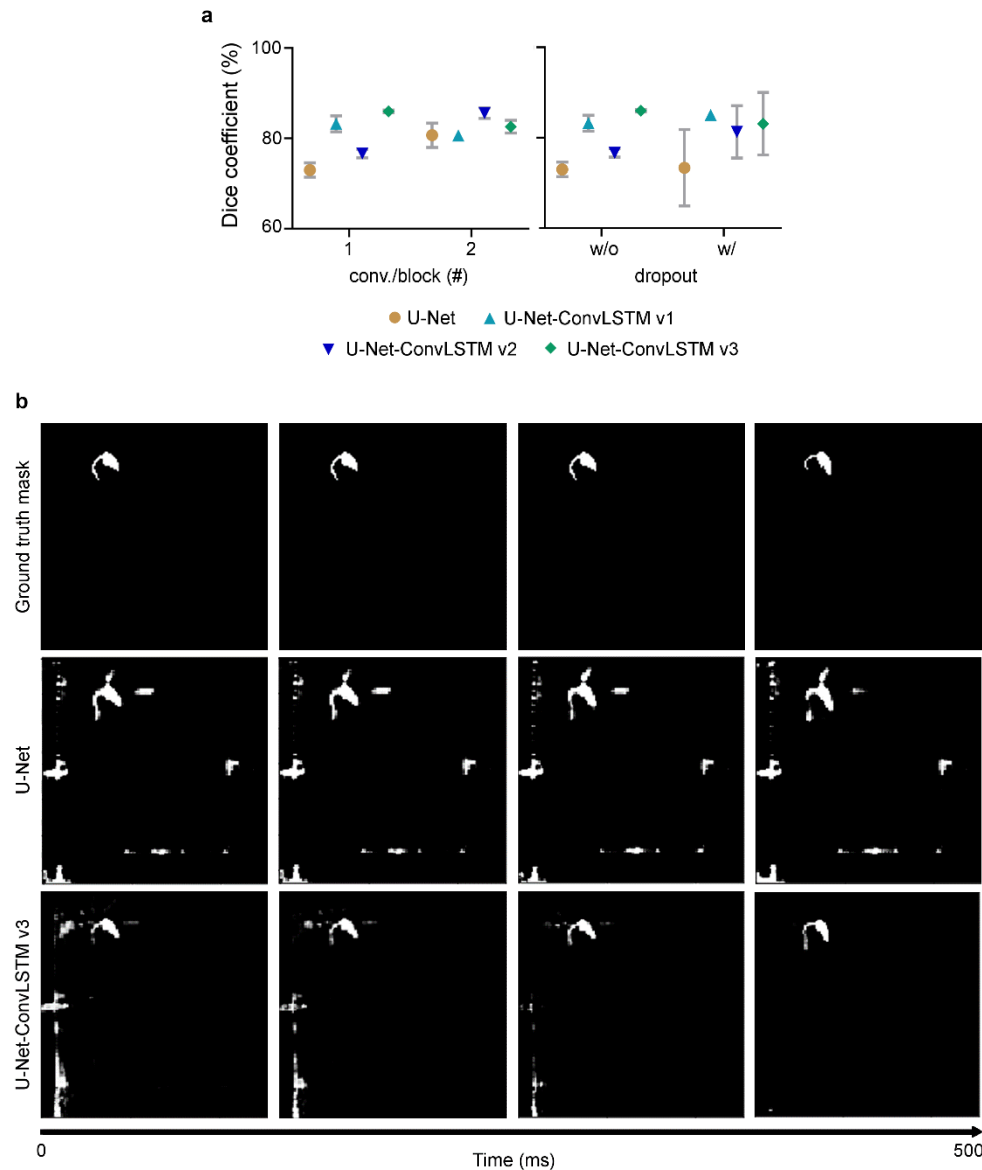 a
Dice coefficient (%)
100
80
60
1
2
w/o
w/
conv./block (#)
dropout
U-Net
U-Net-ConvLSTM v1
U-Net-ConvLSTM v2
U-Net-ConvLSTM v3
b
Ground truth mask
U-Net
U-Net-ConvLSTM v3
0
500
Time (ms)